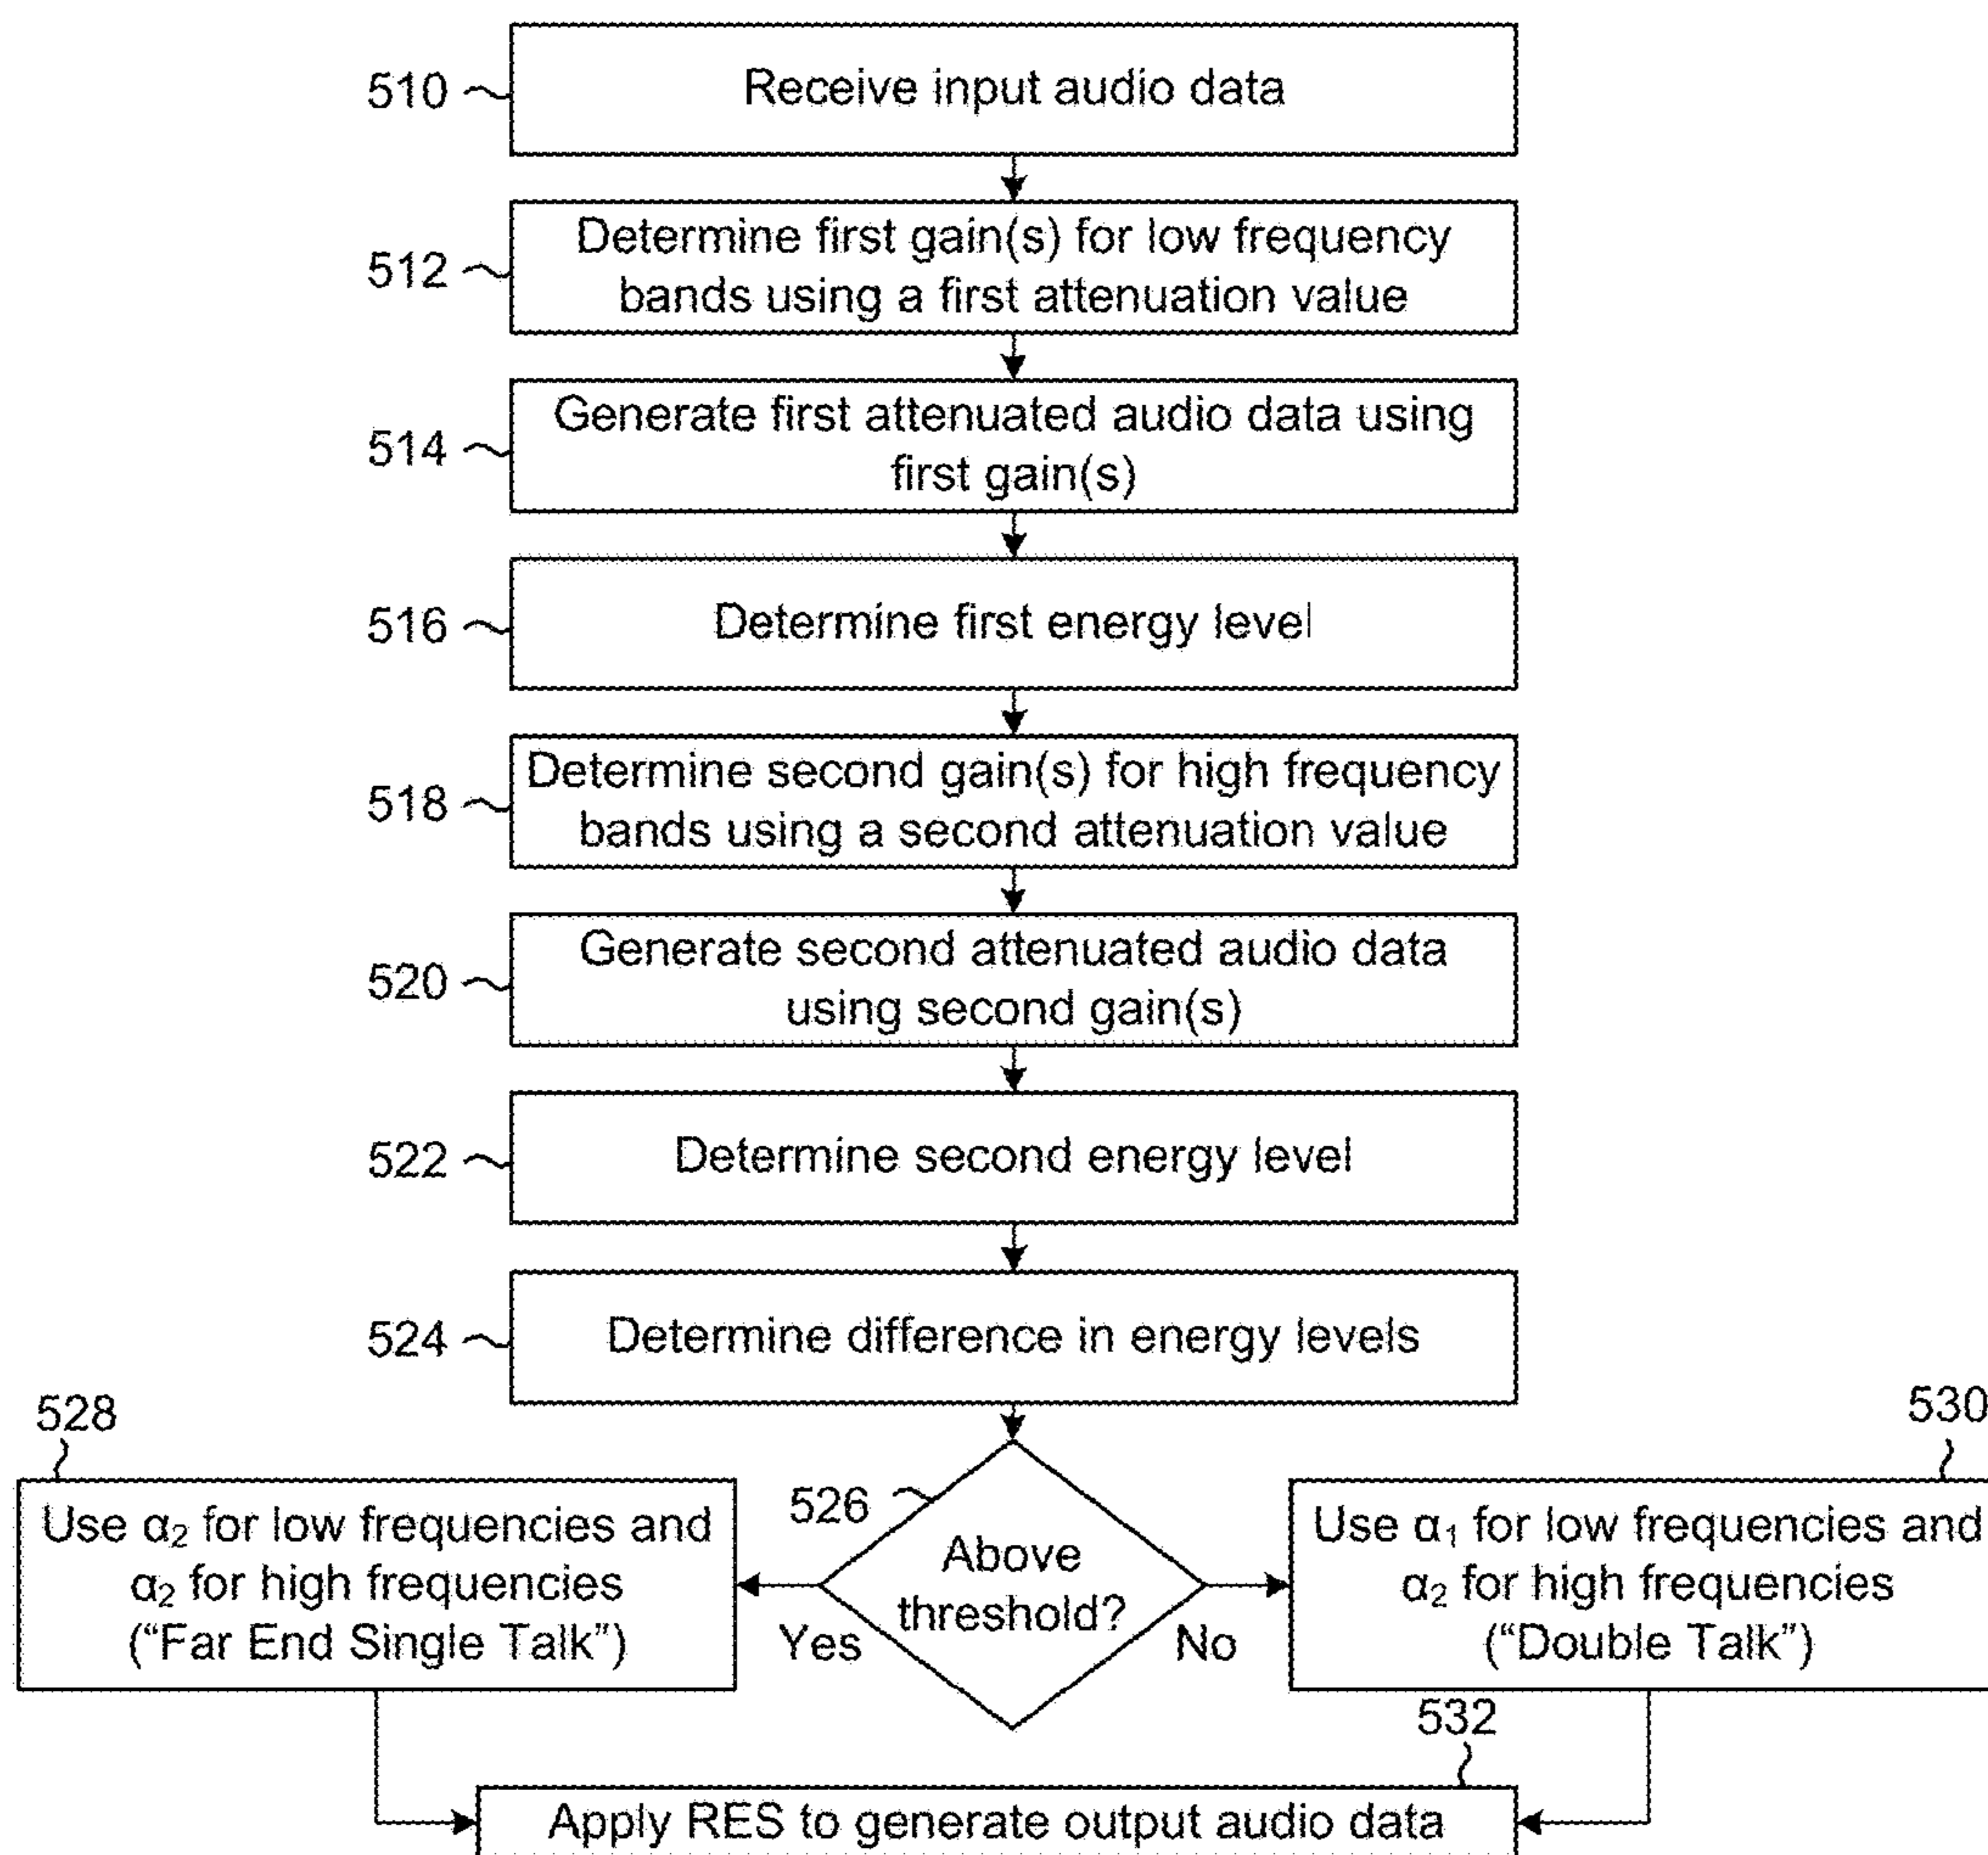 510
Receive input audio data
512
Determine first gain(s) for low frequency
bands using a first attenuation value
514
Generate first attenuated audio data using
first gain(s)
516
Determine first energy level
518
Determine second gain(s) for high frequency
bands using a second attenuation value
520
Generate second attenuated audio data
using second gain(s)
522
Determine second energy level
524
Determine difference in energy levels
528
Use α₂ for low frequencies and
α₂ for high frequencies
(“Far End Single Talk”)
526
Above
threshold?
Yes
No
530
Use α₁ for low frequencies and
α₂ for high frequencies
(“Double Talk”)
532
Apply RES to generate output audio data